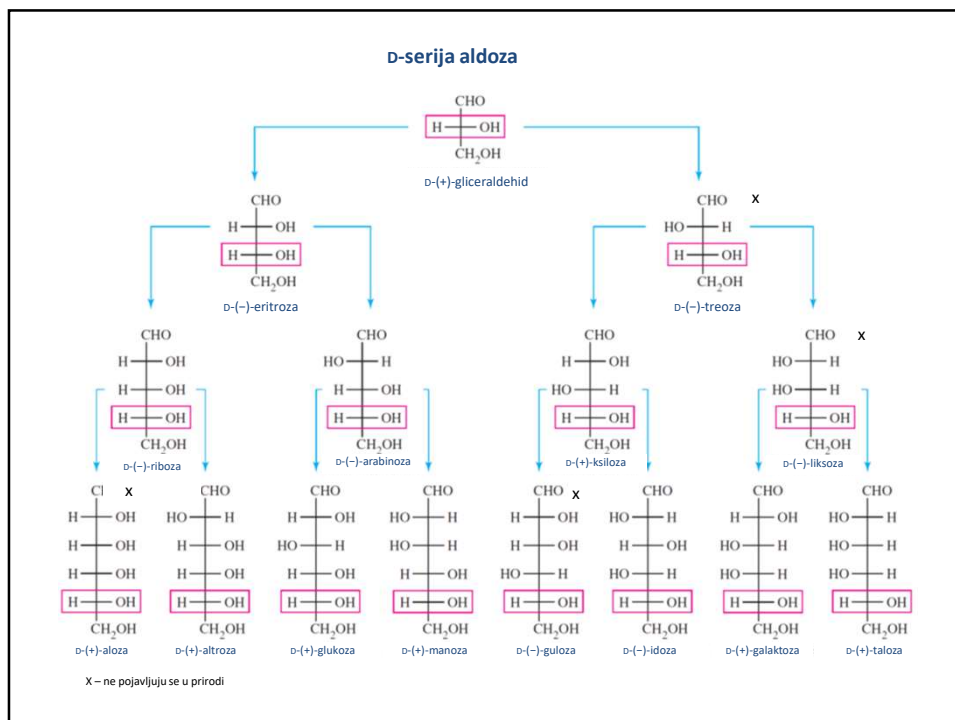 D-serija aldoza
CHO
H OH
CH₂OH
D-(+)-gliceraldehid
CHO CHO X
H OH HO H
H OH H OH
CH₂OH CH₂OH
D-(−)-eritroza D-(−)-treoza
CHO CHO CHO CHO X
H OH HO H H OH HO H
H OH H OH HO H HO H
H OH H OH H OH H OH
CH₂OH CH₂OH CH₂OH CH₂OH
D-(−)-riboza D-(−)-arabinoza D-(+)-ksiloza D-(−)-liksoza
Cl X CHO CHO CHO CHO X CHO CHO CHO
H OH HO H H OH HO H H OH HO H H OH HO H
H OH H OH HO H HO H H OH H OH HO H HO H
H OH H OH H OH H OH HO H HO H HO H HO H
H OH H OH H OH H OH H OH H OH H OH H OH
CH₂OH CH₂OH CH₂OH CH₂OH CH₂OH CH₂OH CH₂OH CH₂OH
D-(+)-aloza D-(+)-altroza D-(+)-glukoza D-(+)-manoza D-(−)-guloza D-(−)-idoza D-(+)-galaktoza D-(+)-taloza
X – ne pojavljuju se u prirodi